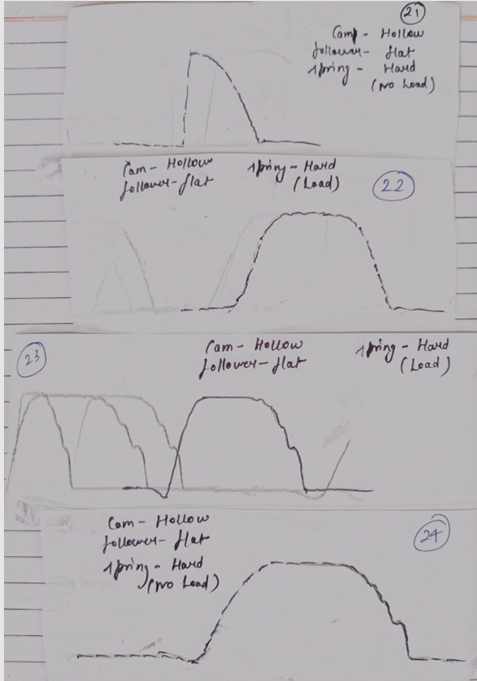 21
Cam - Hollow
follower - flat
spring - Hard
(No Load)
Cam - Hollow
follower - flat
spring - Hard
(Load)
22
23
Cam - Hollow
follower - flat
spring - Hard
(Load)
Cam - Hollow
follower - flat
spring - Hard
(No Load)
24